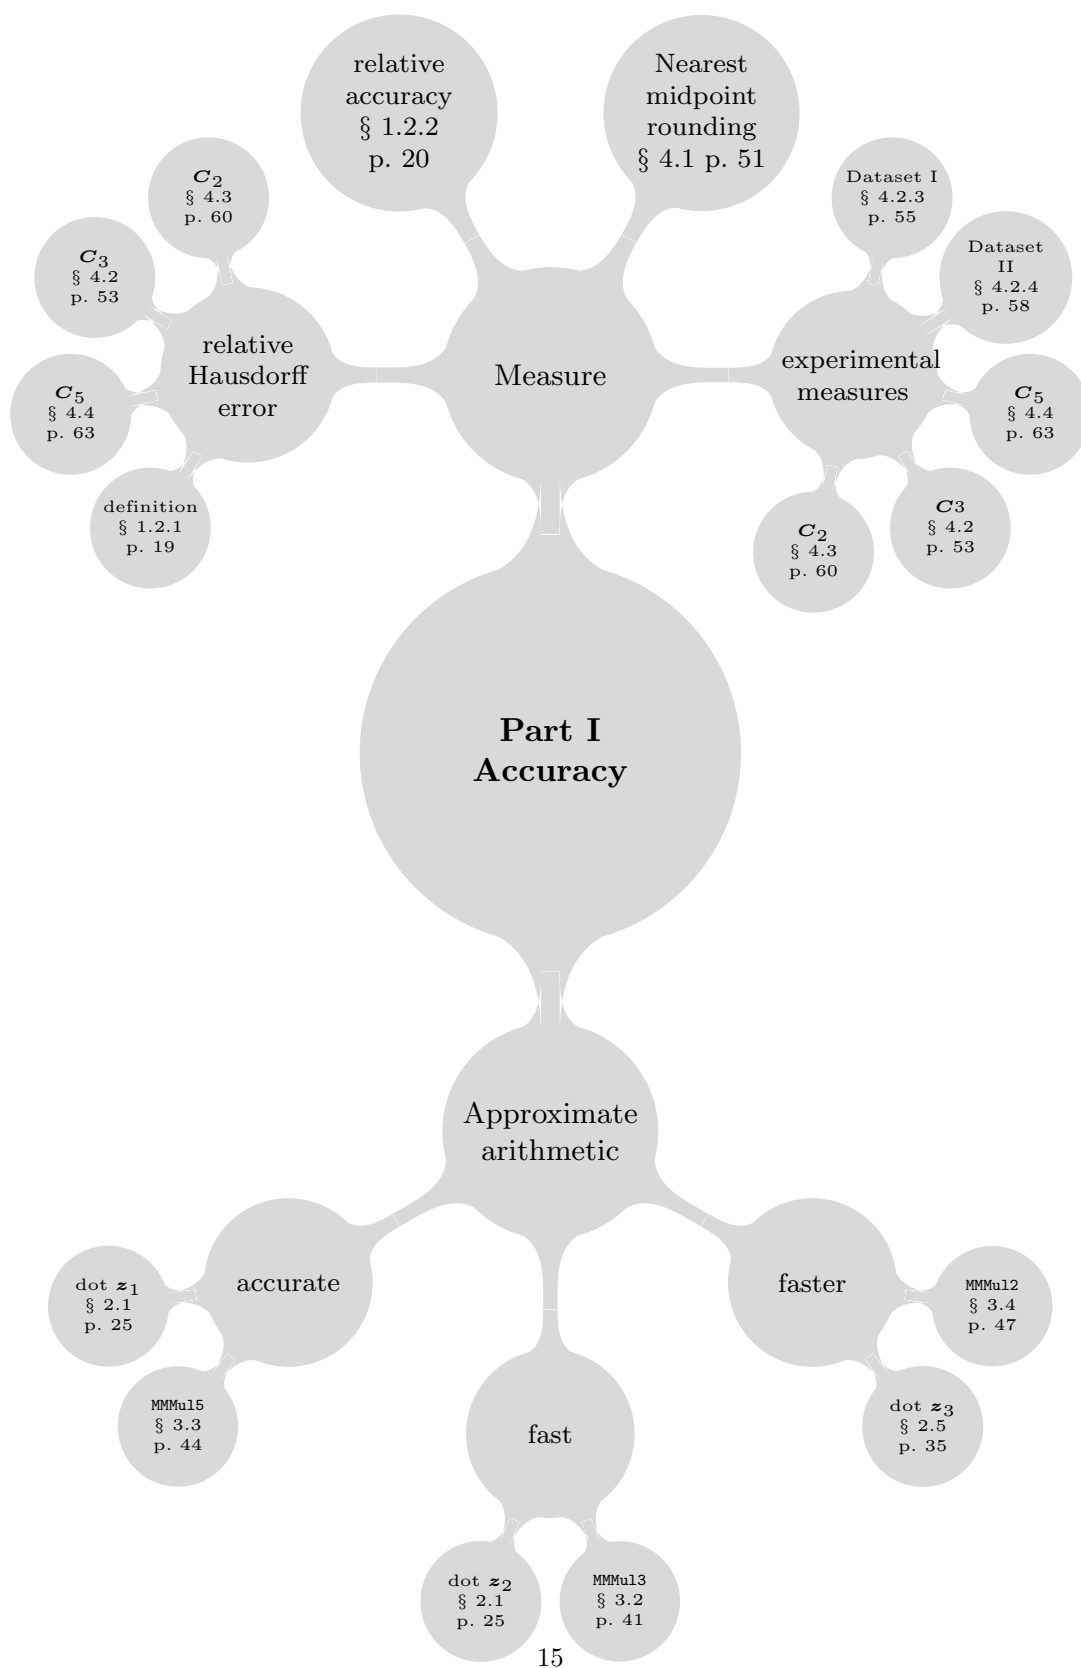 relative
accuracy
§ 1.2.2
p. 20
Nearest
midpoint
rounding
§ 4.1 p. 51
C2
§ 4.3
p. 60
C3
§ 4.2
p. 53
C5
§ 4.4
p. 63
definition
§ 1.2.1
p. 19
relative
Hausdorff
error
Measure
experimental
measures
Dataset I
§ 4.2.3
p. 55
Dataset
II
§ 4.2.4
p. 58
C5
§ 4.4
p. 63
C3
§ 4.2
p. 53
C2
§ 4.3
p. 60
Part I
Accuracy
Approximate
arithmetic
accurate
dot z1
§ 2.1
p. 25
MMMul5
§ 3.3
p. 44
fast
dot z2
§ 2.1
p. 25
MMMul3
§ 3.2
p. 41
faster
MMMul2
§ 3.4
p. 47
dot z3
§ 2.5
p. 35
15